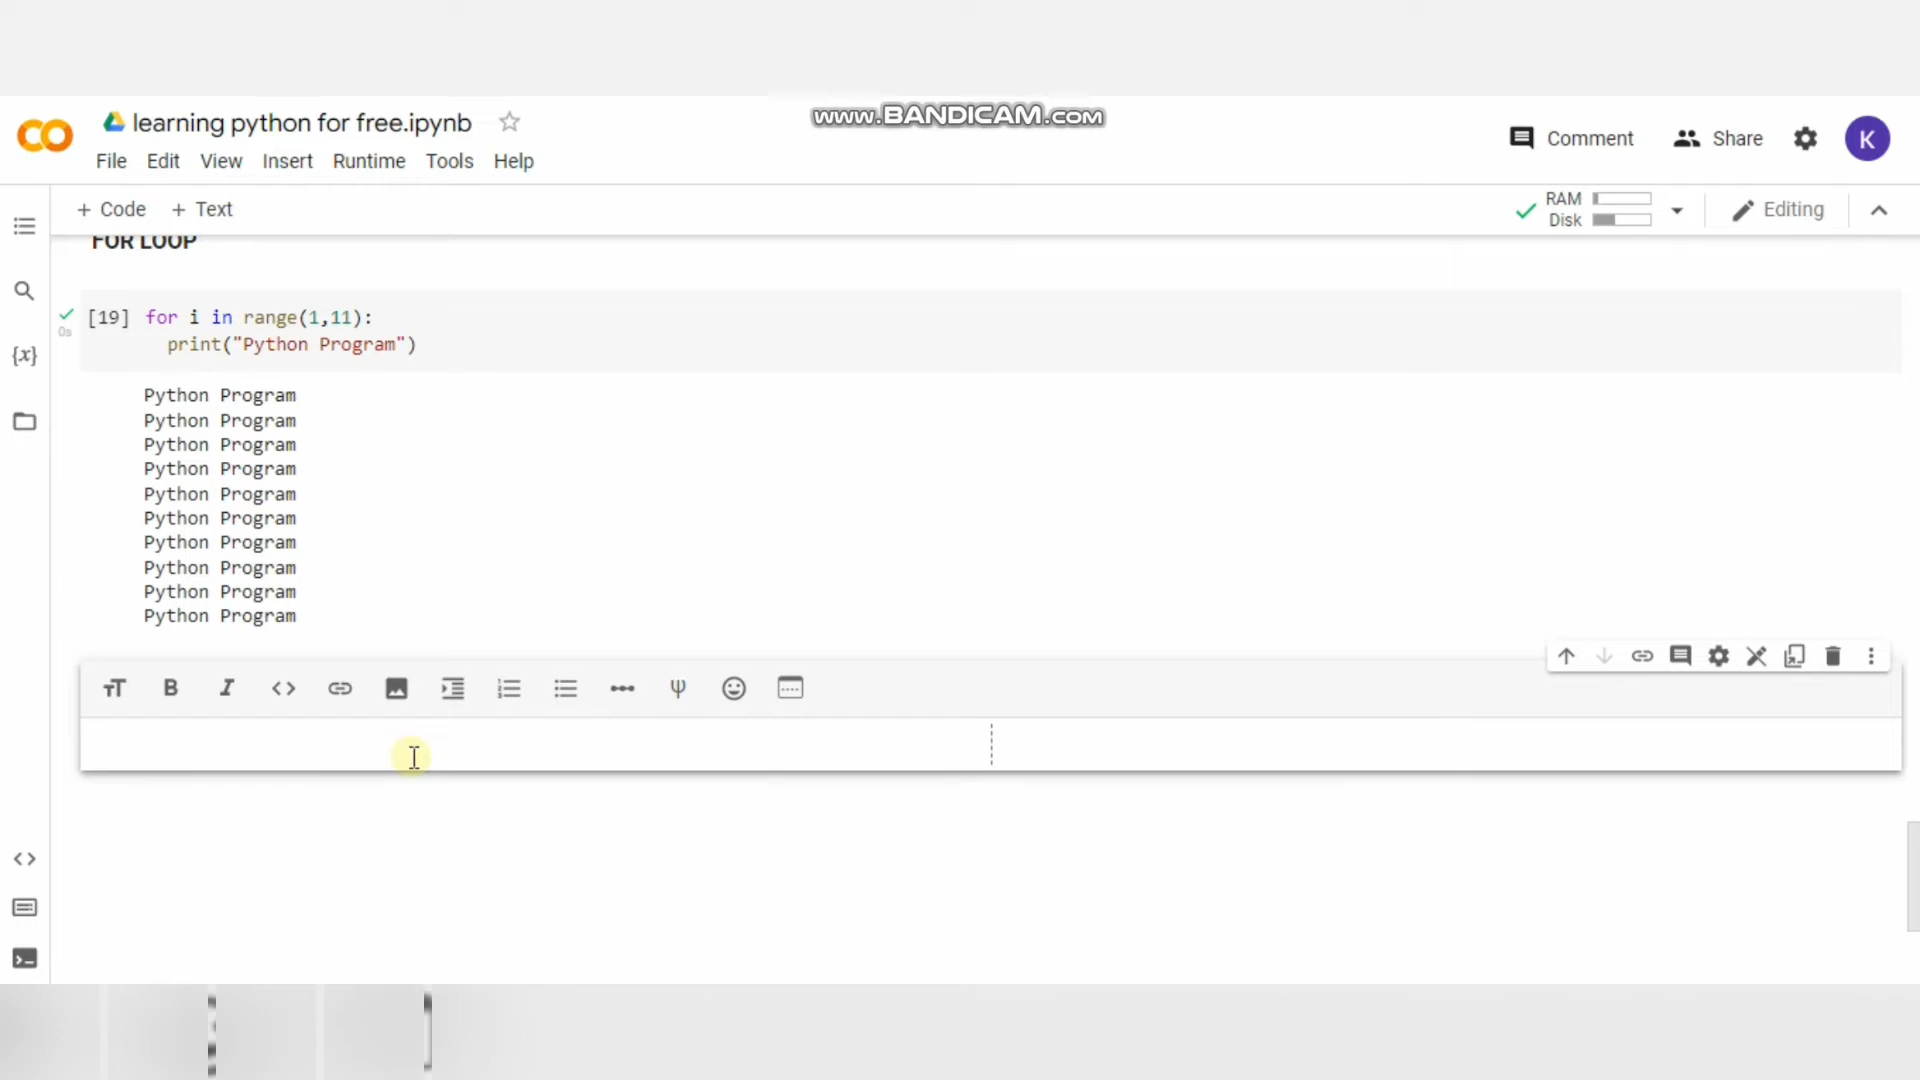 www.BANDICAM.com
learning python for free.ipynb
File Edit View Insert Runtime Tools Help
Comment Share K
+ Code + Text
RAM
Disk
Editing
FOR LOOP
[19] for i in range(1,11):
print("Python Program")
0s
{x}
Python Program
Python Program
Python Program
Python Program
Python Program
Python Program
Python Program
Python Program
Python Program
Python Program